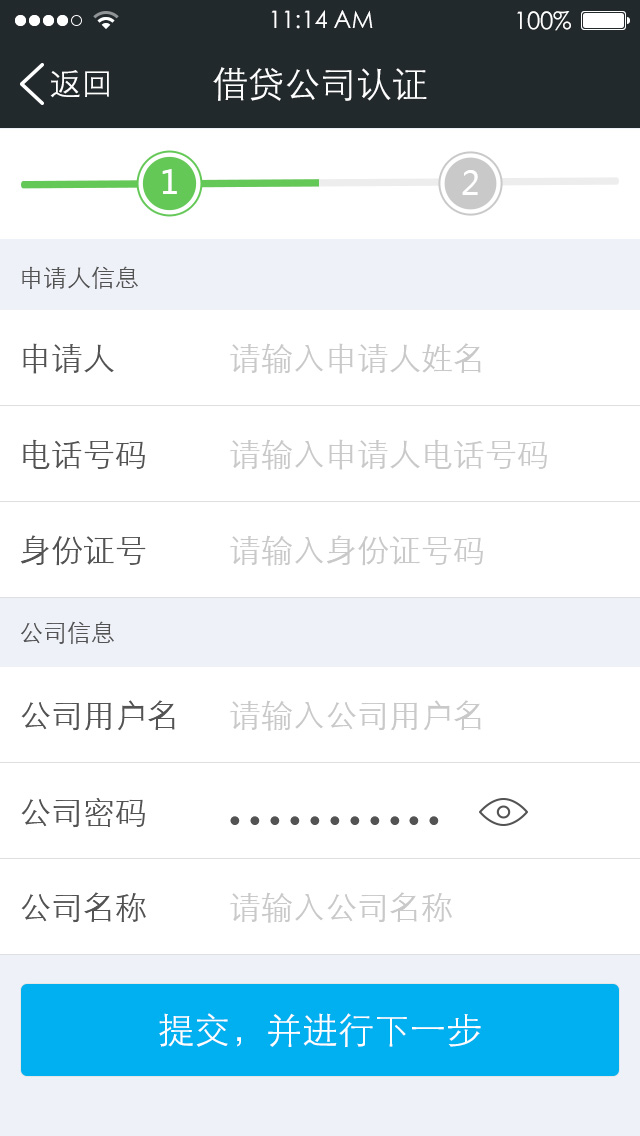 11:14 AM 100%
返回 借贷公司认证
1 2
申请人信息
申请人 请输入申请人姓名
电话号码 请输入申请人电话号码
身份证号 请输入身份证号码
公司信息
公司用户名 请输入公司用户名
公司密码
公司名称 请输入公司名称
提交，并进行下一步